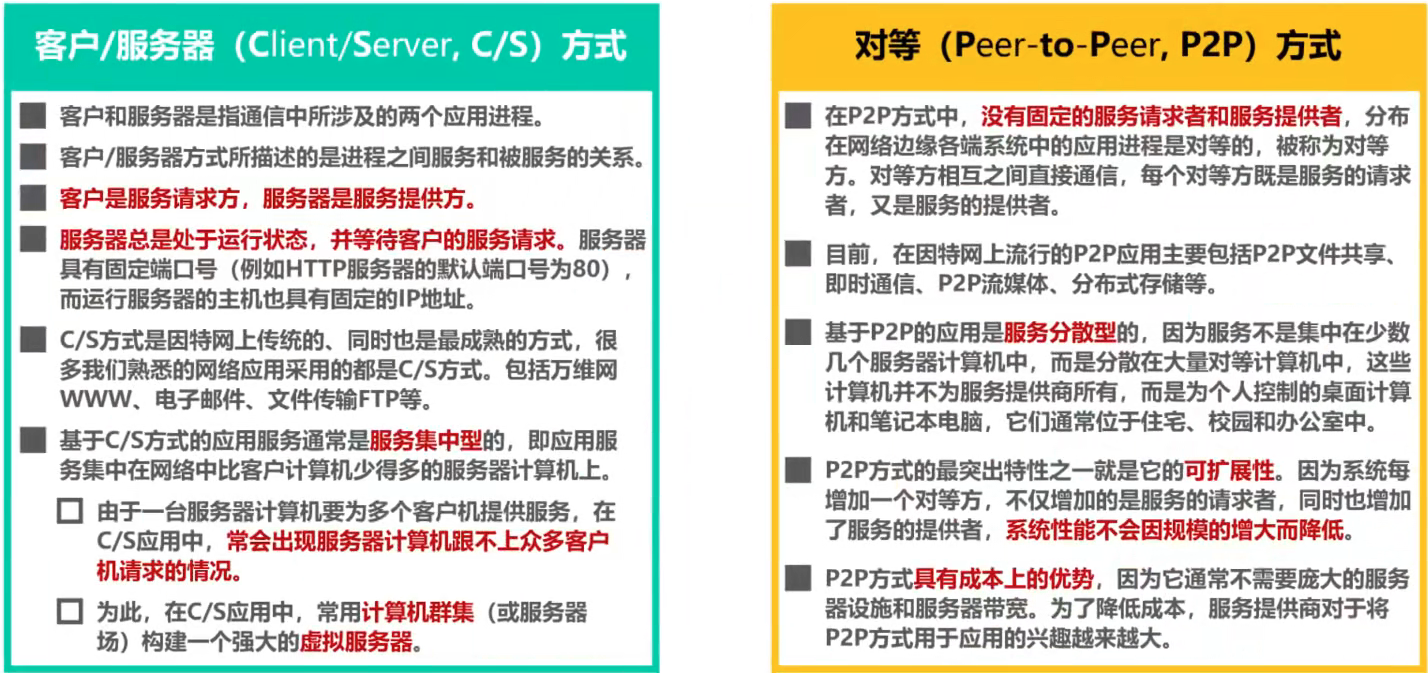 客户/服务器（Client/Server, C/S）方式
客户和服务器是指通信中所涉及的两个应用进程。
客户/服务器方式所描述的是进程之间服务和被服务的关系。
客户是服务请求方，服务器是服务提供方。
服务器总是处于运行状态，并等待客户的服务请求。服务器
具有固定端口号（例如HTTP服务器的默认端口号为80），
而运行服务器的主机也具有固定的IP地址。
C/S方式是因特网上传统的、同时也是最成熟的方式，很
多我们熟悉的网络应用采用的都是C/S方式。包括万维网
WWW、电子邮件、文件传输FTP等。
基于C/S方式的应用服务通常是服务集中型的，即应用服
务集中在网络中比客户计算机少得多的服务器计算机上。
由于一台服务器计算机要为多个客户机提供服务，在
C/S应用中，常会出现服务器计算机跟不上众多客户
机请求的情况。
为此，在C/S应用中，常用计算机群集（或服务器
场）构建一个强大的虚拟服务器。
对等（Peer-to-Peer, P2P）方式
在P2P方式中，没有固定的服务请求者和服务提供者，分布
在网络边缘各端系统中的应用进程是对等的，被称为对等
方。对等方相互之间直接通信，每个对等方既是服务的请求
者，又是服务的提供者。
目前，在因特网上流行的P2P应用主要包括P2P文件共享、
即时通信、P2P流媒体、分布式存储等。
基于P2P的应用是服务分散型的，因为服务不是集中在少数
几个服务器计算机中，而是分散在大量对等计算机中，这些
计算机并不为服务提供商所有，而是为个人控制的桌面计算
机和笔记本电脑，它们通常位于住宅、校园和办公室中。
P2P方式的最突出特性之一就是它的可扩展性。因为系统每
增加一个对等方，不仅增加的是服务的请求者，同时也增加
了服务的提供者，系统性能不会因规模的增大而降低。
P2P方式具有成本上的优势，因为它通常不需要庞大的服务
器设施和服务器带宽。为了降低成本，服务提供商对于将
P2P方式用于应用的兴趣越来越大。